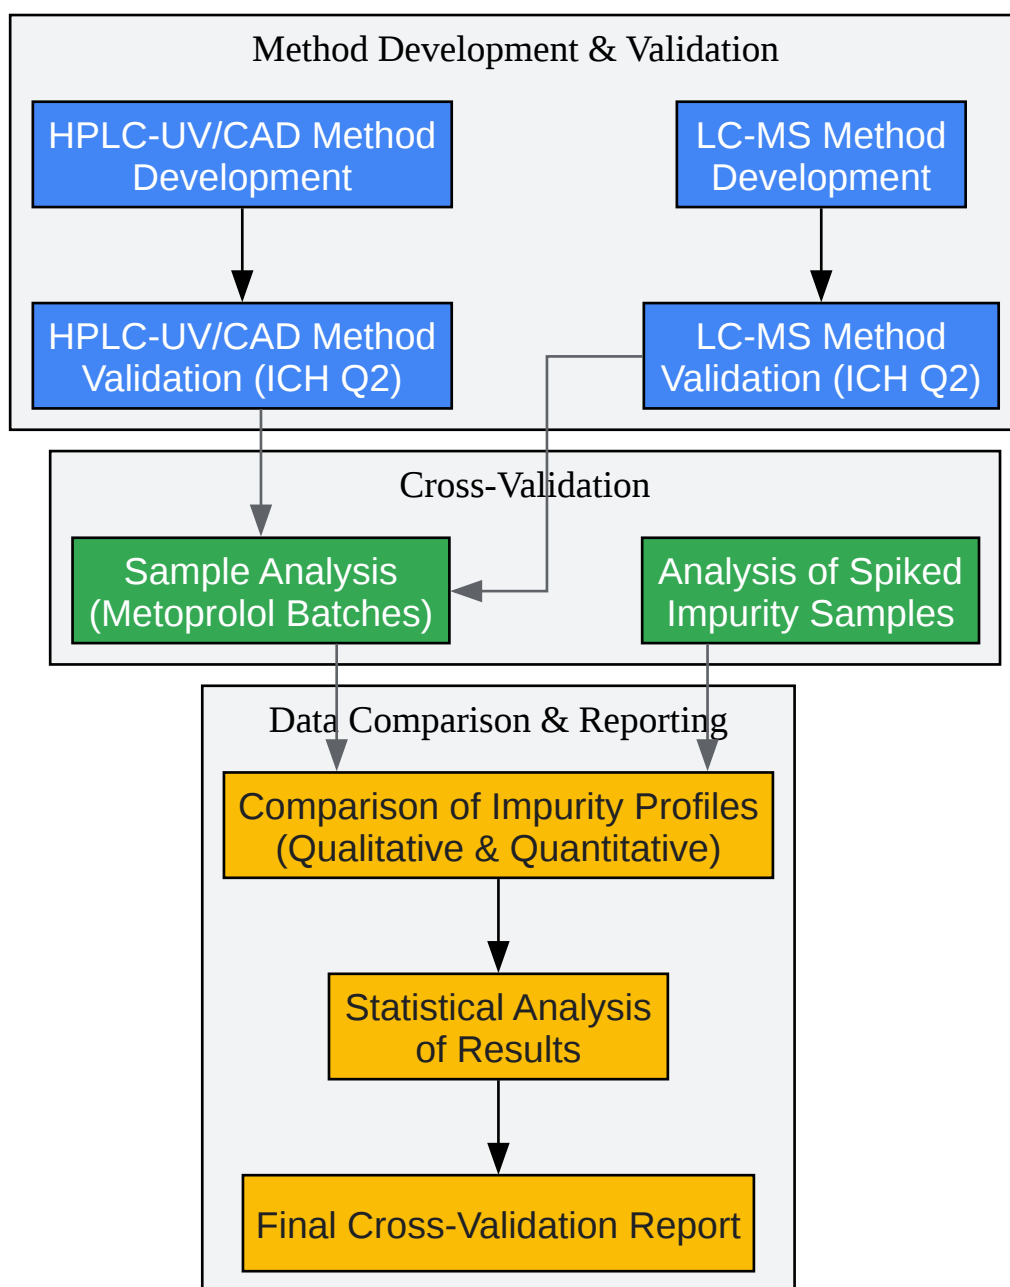 Method Development & Validation
HPLC-UV/CAD Method
Development
LC-MS Method
Development
HPLC-UV/CAD Method
Validation (ICH Q2)
LC-MS Method
Validation (ICH Q2)
Cross-Validation
Sample Analysis
(Metoprolol Batches)
Analysis of Spiked
Impurity Samples
Data Comparison & Reporting
Comparison of Impurity Profiles
(Qualitative & Quantitative)
Statistical Analysis
of Results
Final Cross-Validation Report